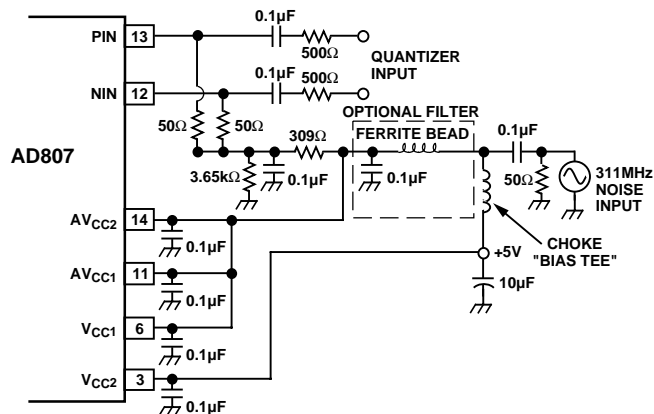 PIN 13
0.1µF
500Ω
QUANTIZER
INPUT
NIN 12
0.1µF
500Ω
50Ω
50Ω
309Ω
OPTIONAL FILTER
FERRITE BEAD
0.1µF
AD807
3.65kΩ
0.1µF
0.1µF
50Ω
311MHz
NOISE
INPUT
AVCC2 14
0.1µF
CHOKE
"BIAS TEE"
+5V
AVCC1 11
0.1µF
10µF
VCC1 6
0.1µF
VCC2 3
0.1µF